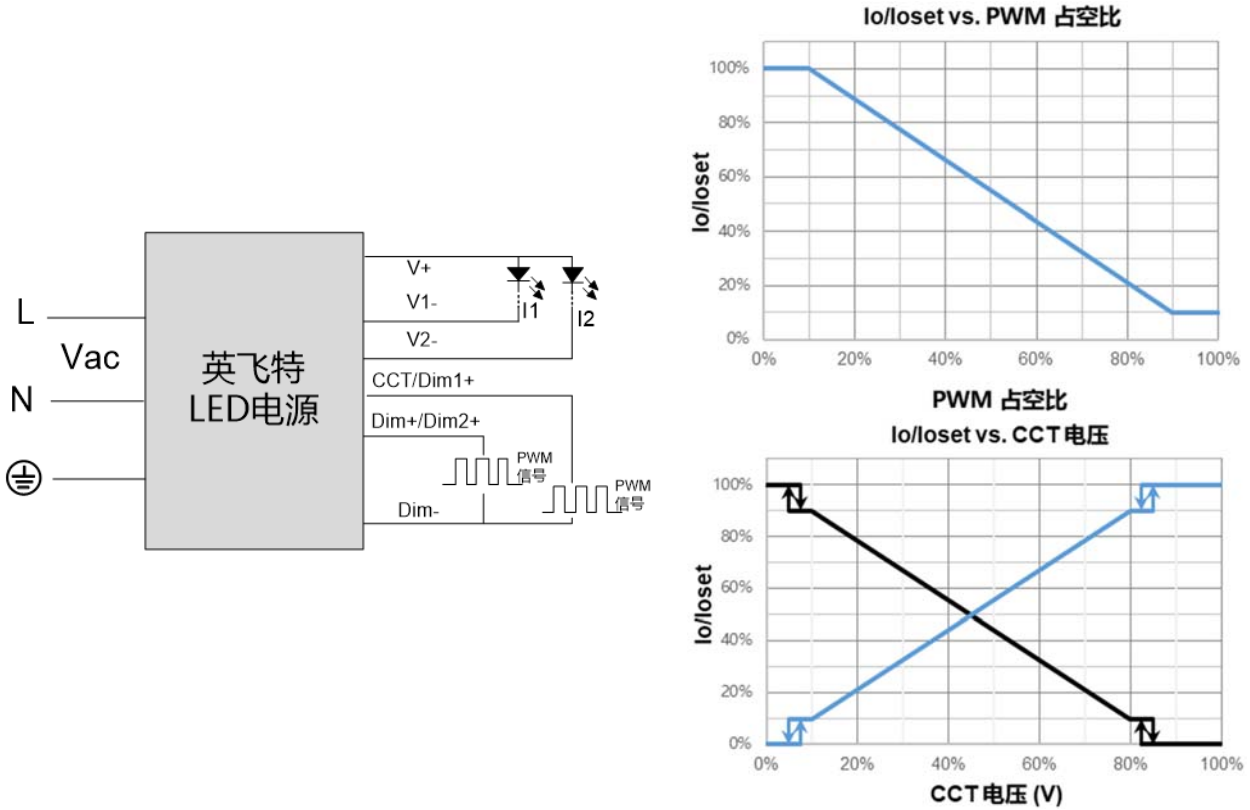 L
Vac
N
英飞特
LED电源
V+
V1-
V2-
I1
I2
CCT/Dim1+
Dim+/Dim2+
PWM
信号
PWM
信号
Dim-
Io/Ioset vs. PWM 占空比
Io/Ioset
100%
80%
60%
40%
20%
0%
0% 20% 40% 60% 80% 100%
PWM 占空比
Io/Ioset vs. CCT电压
Io/Ioset
100%
80%
60%
40%
20%
0%
0% 20% 40% 60% 80% 100%
CCT电压 (V)